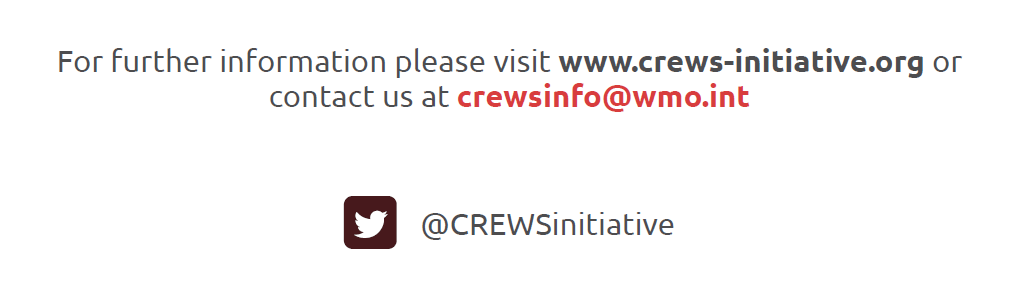 For further information please visit www.crews-initiative.org or
contact us at crewsinfo@wmo.int
@CREWSinitiative